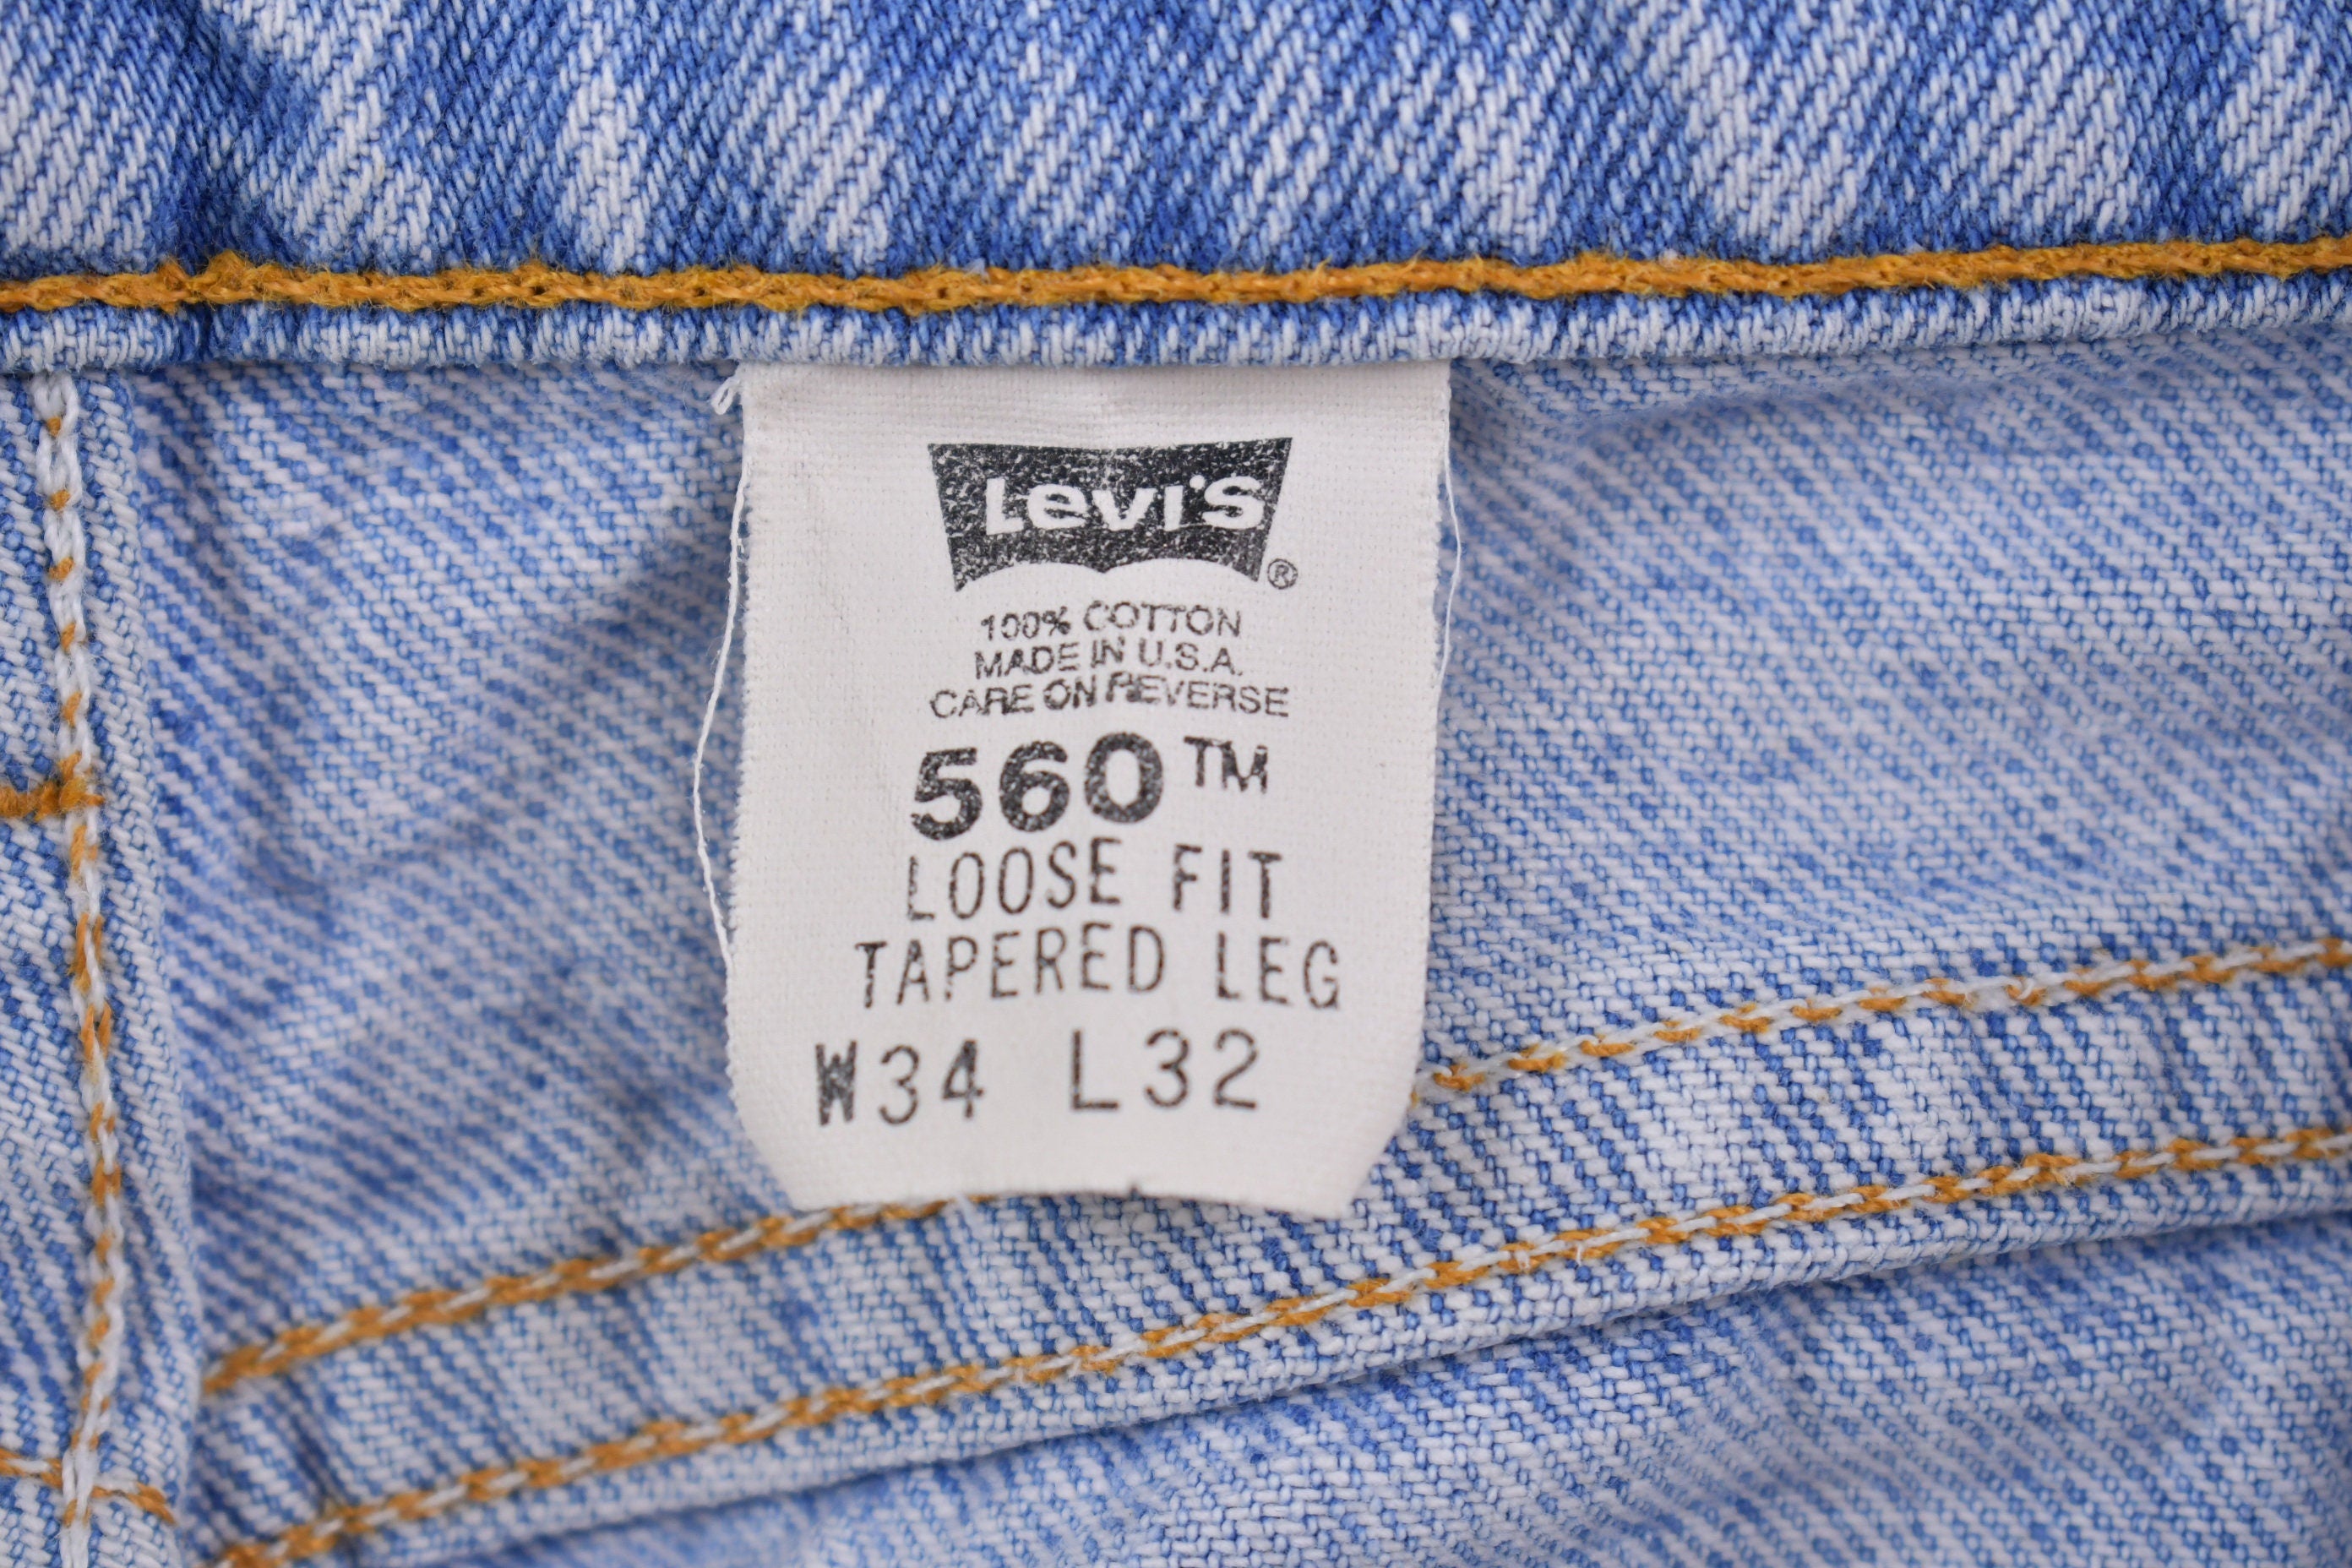 Levi's®
100% COTTON
MADE IN U.S.A.
CARE ON REVERSE
560™
LOOSE FIT
TAPERED LEG
W34 L32